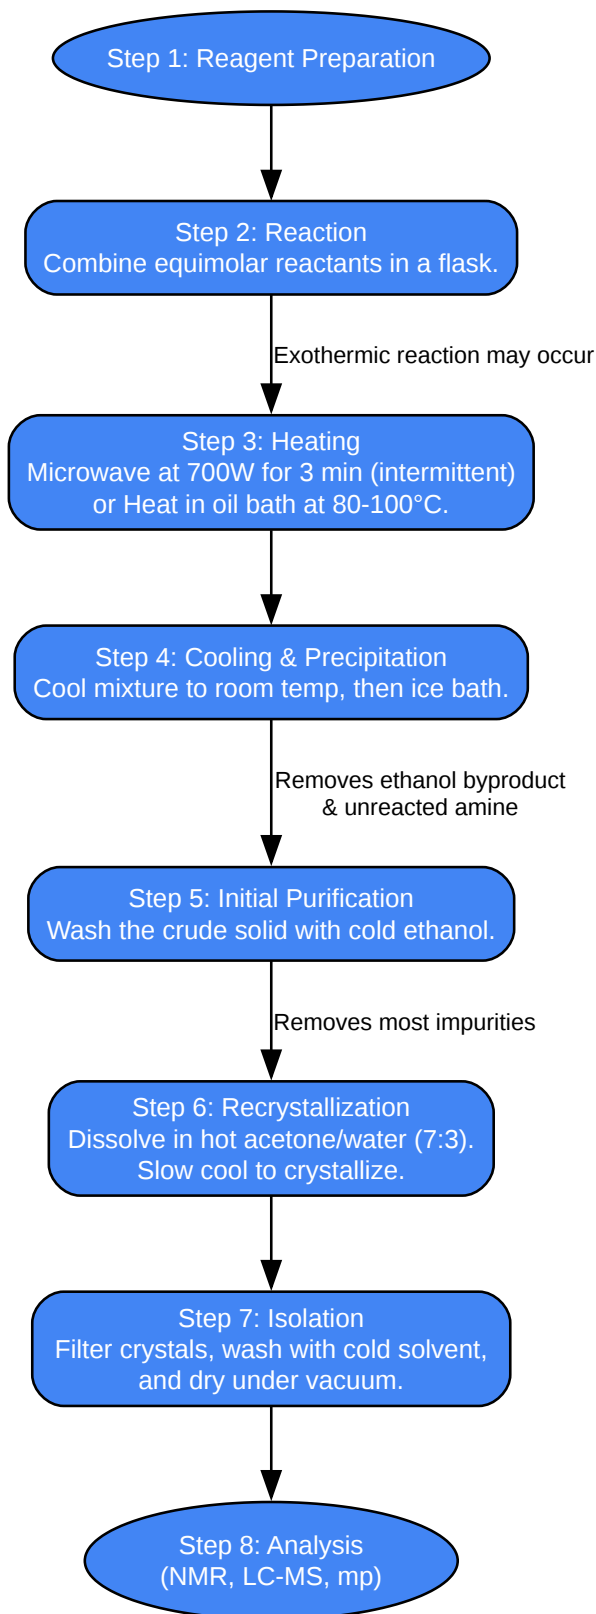 Step 1: Reagent Preparation
Step 2: Reaction
Combine equimolar reactants in a flask.
Exothermic reaction may occur
Step 3: Heating
Microwave at 700W for 3 min (intermittent)
or Heat in oil bath at 80-100°C.
Step 4: Cooling & Precipitation
Cool mixture to room temp, then ice bath.
Removes ethanol byproduct
& unreacted amine
Step 5: Initial Purification
Wash the crude solid with cold ethanol.
Removes most impurities
Step 6: Recrystallization
Dissolve in hot acetone/water (7:3).
Slow cool to crystallize.
Step 7: Isolation
Filter crystals, wash with cold solvent,
and dry under vacuum.
Step 8: Analysis
(NMR, LC-MS, mp)